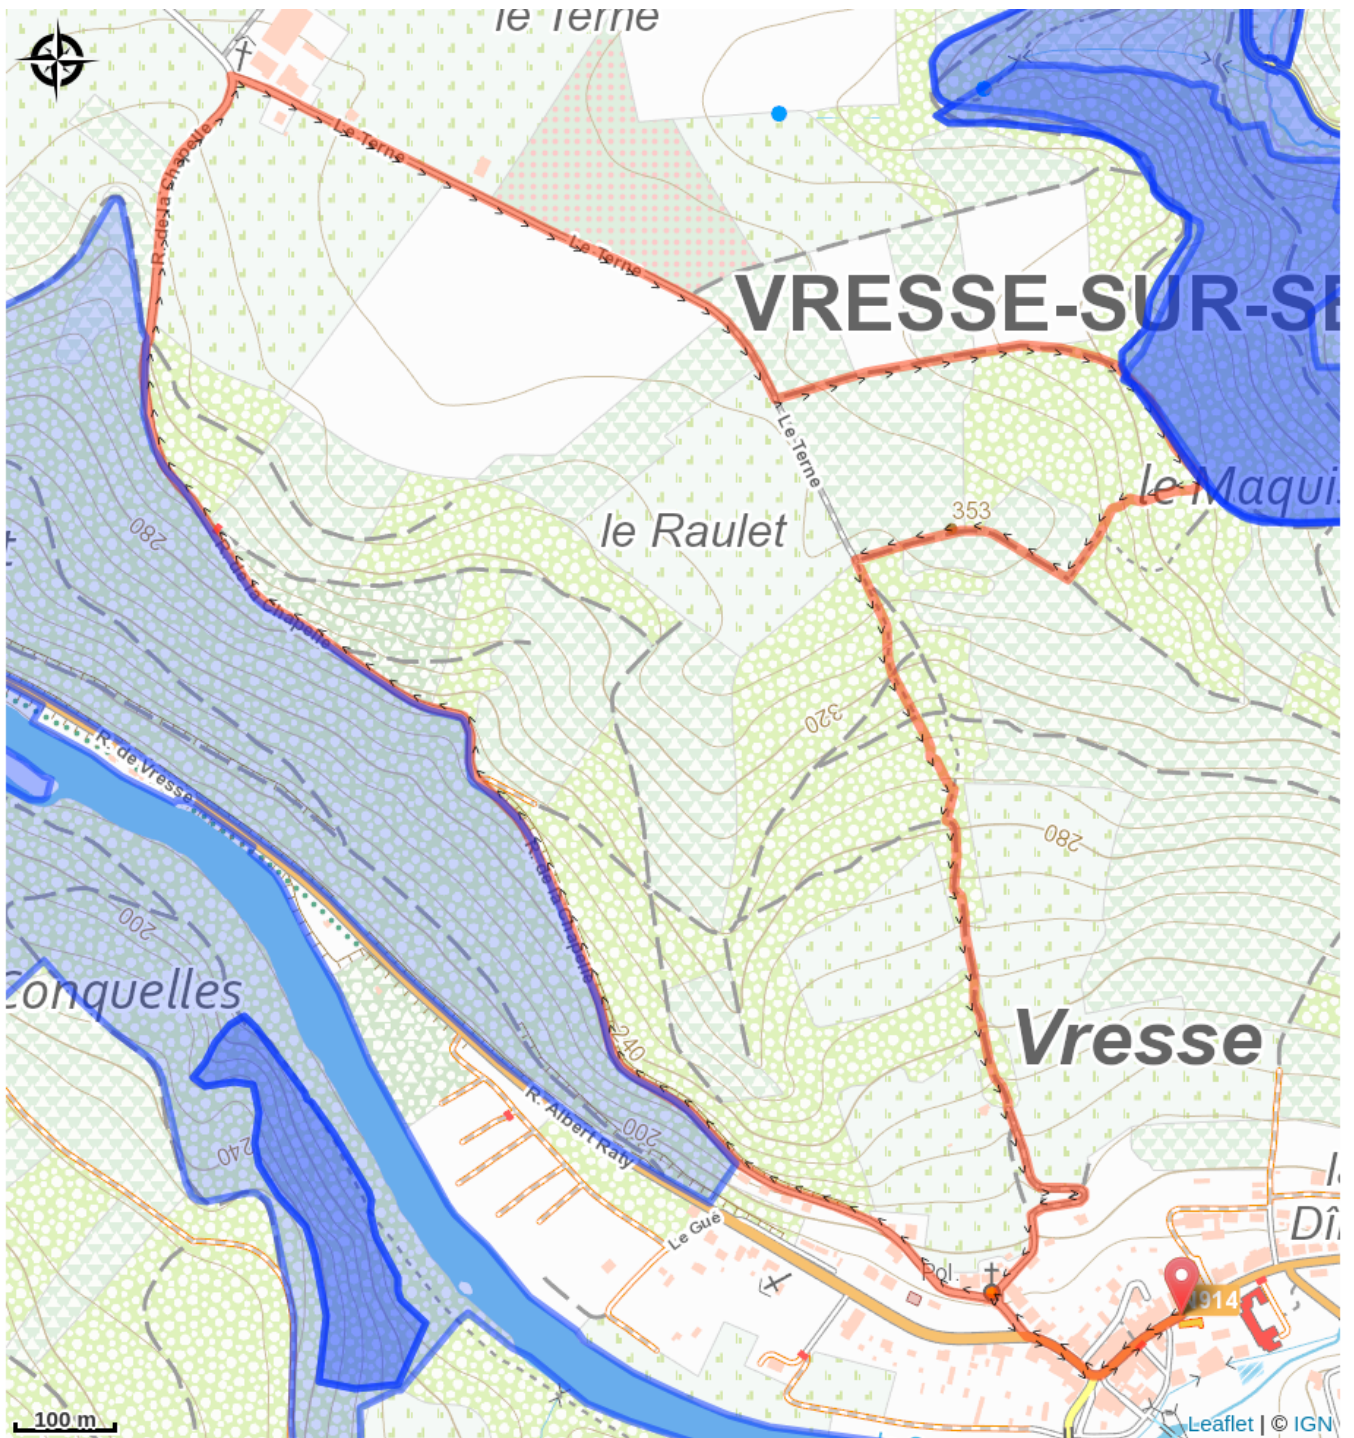 le Terne
R. de la Chapelle
Le Terne
Le Terne
VRESSE-SUR-SE
Le Terne
le Maqui
353
le Raulet
280
R. de la Chapelle
320
R. de Vresse
280
R. de la Chapelle
200
Conquelles
Vresse
240
R. Albert Raty
200
240
Le Gué
Dî
Pol.
914
100 m
Leaflet | © IGN